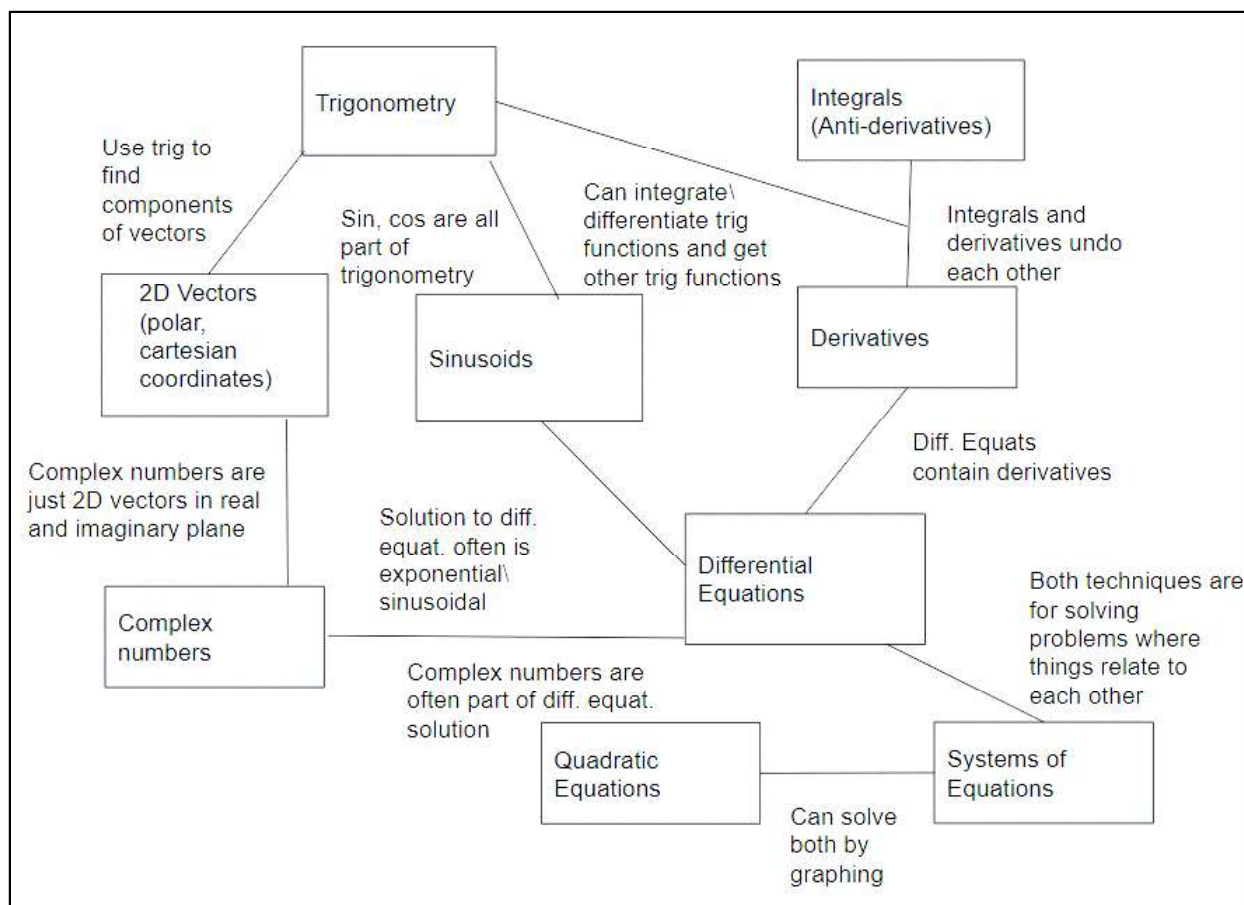 Trigonometry
Integrals
(Anti-derivatives)
Use trig to
find
components
of vectors
Sin, cos are all
part of
trigonometry
Can integrate\
differentiate trig
functions and get
other trig functions
Integrals and
derivatives undo
each other
2D Vectors
(polar,
cartesian
coordinates)
Sinusoids
Derivatives
Complex numbers are
just 2D vectors in real
and imaginary plane
Diff. Equats
contain derivatives
Solution to diff.
equat. often is
exponential\
sinusoidal
Differential
Equations
Both techniques are
for solving
problems where
things relate to
each other
Complex
numbers
Complex numbers are
often part of diff. equat.
solution
Quadratic
Equations
Systems of
Equations
Can solve
both by
graphing